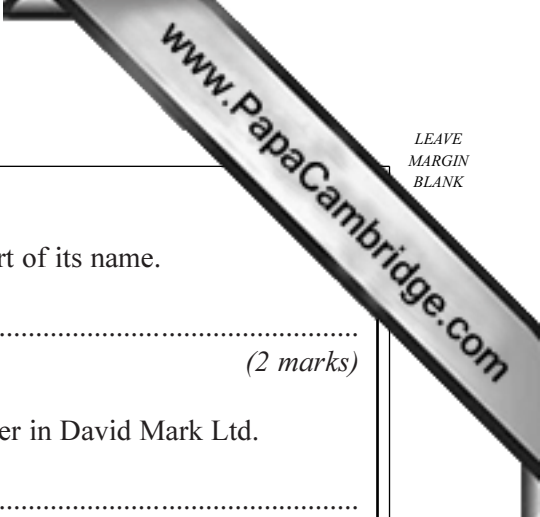 www.PapaCambridge.com
LEAVE
MARGIN
BLANK
rt of its name.
................................................................
(2 marks)
er in David Mark Ltd.
................................................................